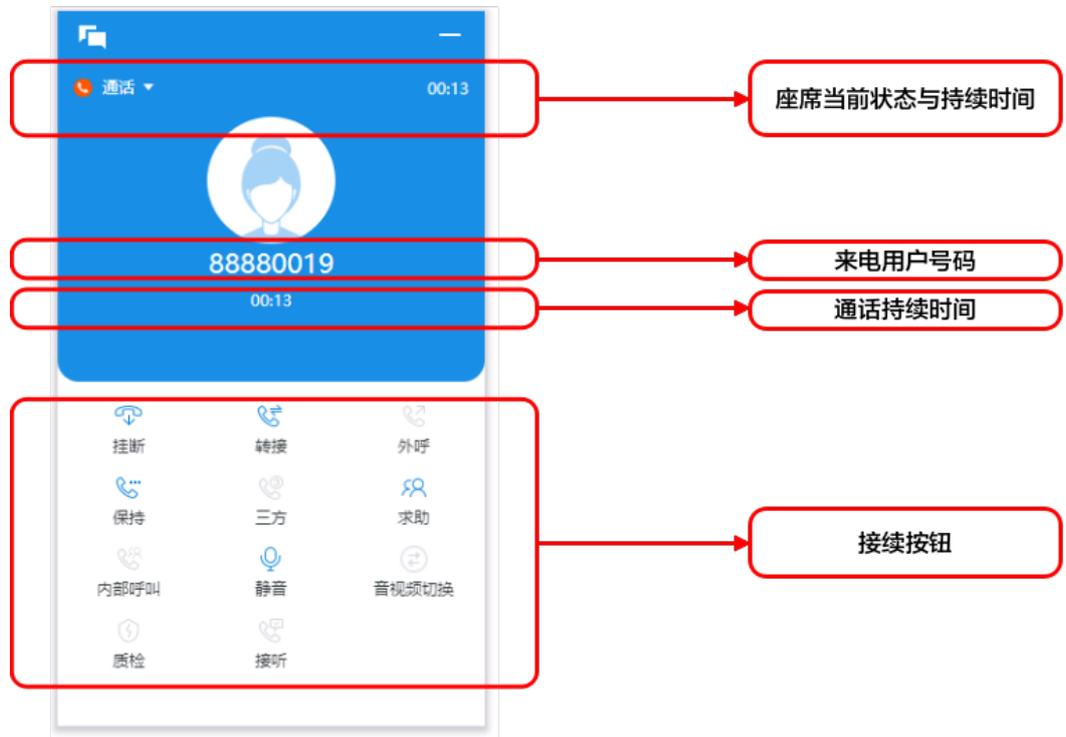 通话 00:13
座席当前状态与持续时间
88880019
来电用户号码
00:13
通话持续时间
挂断 转接 外呼
保持 三方 求助
接续按钮
内部呼叫 静音 音视频切换
质检 接听